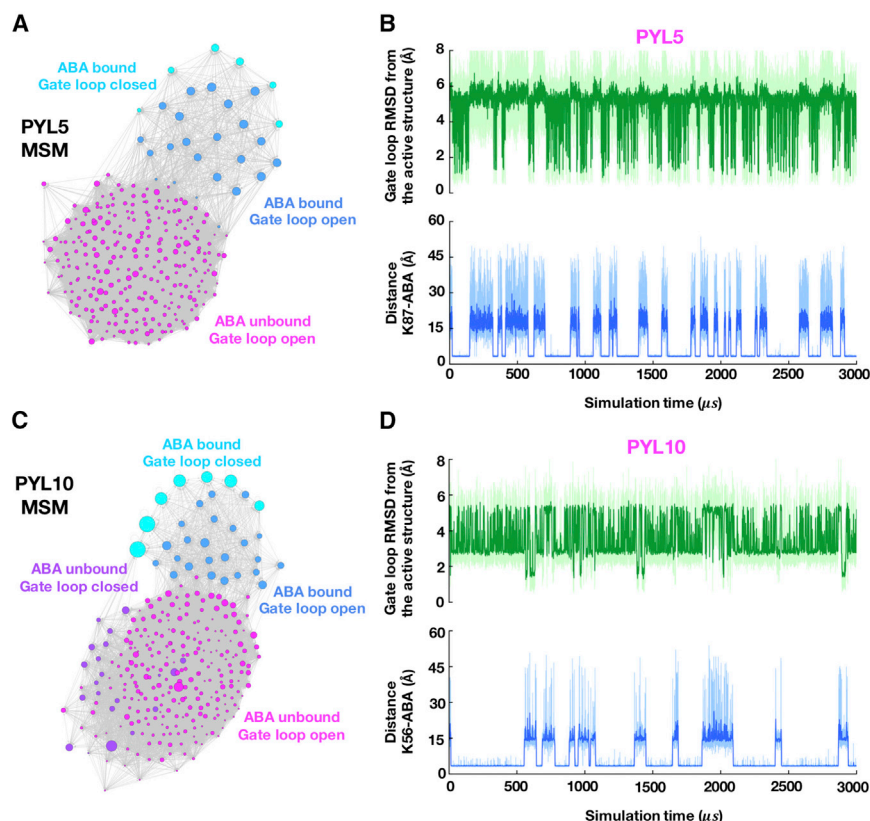 A
ABA bound
Gate loop closed
PYL5
MSM
ABA bound
Gate loop open
ABA unbound
Gate loop open
B
PYL5
Gate loop RMSD from
the active structure (Å)
8
6
4
2
0
Distance
K87-ABA (Å)
60
45
30
15
0
0
500
1000
1500
2000
2500
3000
Simulation time (μs)
C
ABA bound
Gate loop closed
PYL10
MSM
ABA unbound
Gate loop closed
ABA bound
Gate loop open
ABA unbound
Gate loop open
D
PYL10
Gate loop RMSD from
the active structure (Å)
8
6
4
2
0
Distance
K56-ABA (Å)
60
45
30
15
0
0
500
1000
1500
2000
2500
3000
Simulation time (μs)